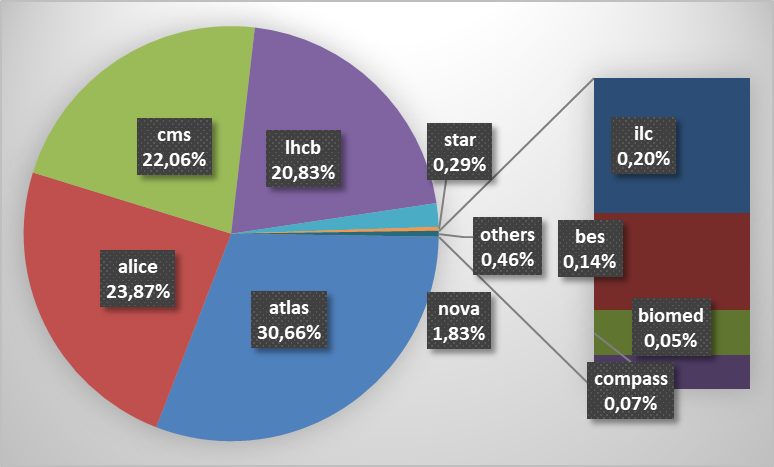 cms
22,06%
lhcb
20,83%
star
0,29%
ilc
0,20%
others
0,46%
bes
0,14%
alice
23,87%
atlas
30,66%
nova
1,83%
biomed
0,05%
compass
0,07%